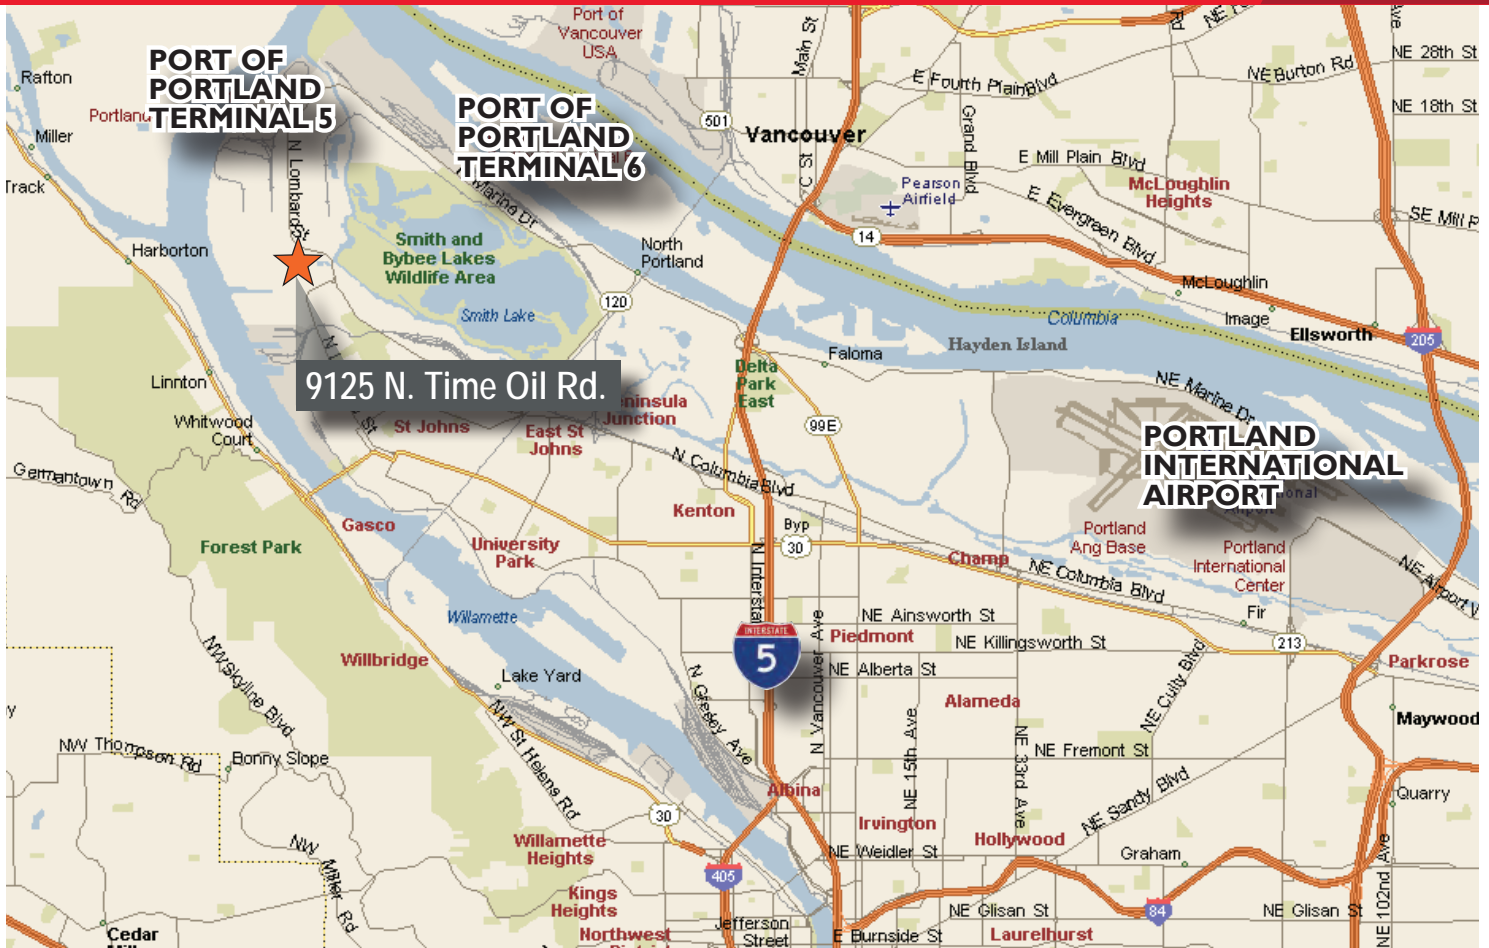 Port of
Vancouver
USA
Main St
NE 28th St
NE Burton Rd
E Fourth Plain Blvd
NE 18th St
Rafton
PORT OF
PORTLAND
TERMINAL 5
Portland
Miller
Track
Harborton
N Lombard St
PORT OF
PORTLAND
TERMINAL 6
N Marine Dr
501
Vancouver
C St
Grand Blvd
E Mill Plain Blvd
Pearson
Airfield
McLoughlin
Heights
E Evergreen Blvd
SE Mill P
14
Smith and
Bybee Lakes
Wildlife Area
Smith Lake
North
Portland
120
McLoughlin
Image
Ellsworth
205
Columbia
Hayden Island
Faloma
9125 N. Time Oil Rd.
Linnton
Whitwood
Court
St Johns
East St
Johns
Peninsula
Junction
Delta
Park
East
99E
NE Marine Dr
PORTLAND
INTERNATIONAL
AIRPORT
Germantown Rd
N Columbia Blvd
Kenton
Gasco
Forest Park
University
Park
Byp
30
Portland
Ang Base
Portland
International
Center
Champ
NE Columbia Blvd
NE Airport W
Fir
213
Parkrose
Willamette
N Interstat
INTERSTATE
5
N Vancouver Ave
NE Ainsworth St
Piedmont
NE Killingsworth St
NE Alberta St
Alameda
NE Cully Blvd
Willbridge
Lake Yard
N Greeley Ave
NW Skyline Blvd
NW Thompson Rd
Bonny Slope
NW St Helens Rd
NE 15th Ave
NE 33rd Ave
NE Fremont St
Maywood
NE Sandy Blvd
Quarry
Albina
30
Irvington
Hollywood
Willamette
Heights
NE Weidler St
Graham
NW Miller Rd
405
Kings
Heights
NE Glisan St
84
NE Glisan St
NE 102nd Ave
Cedar
Northwest
Jefferson
Street
E Burnside St
Laurelhurst